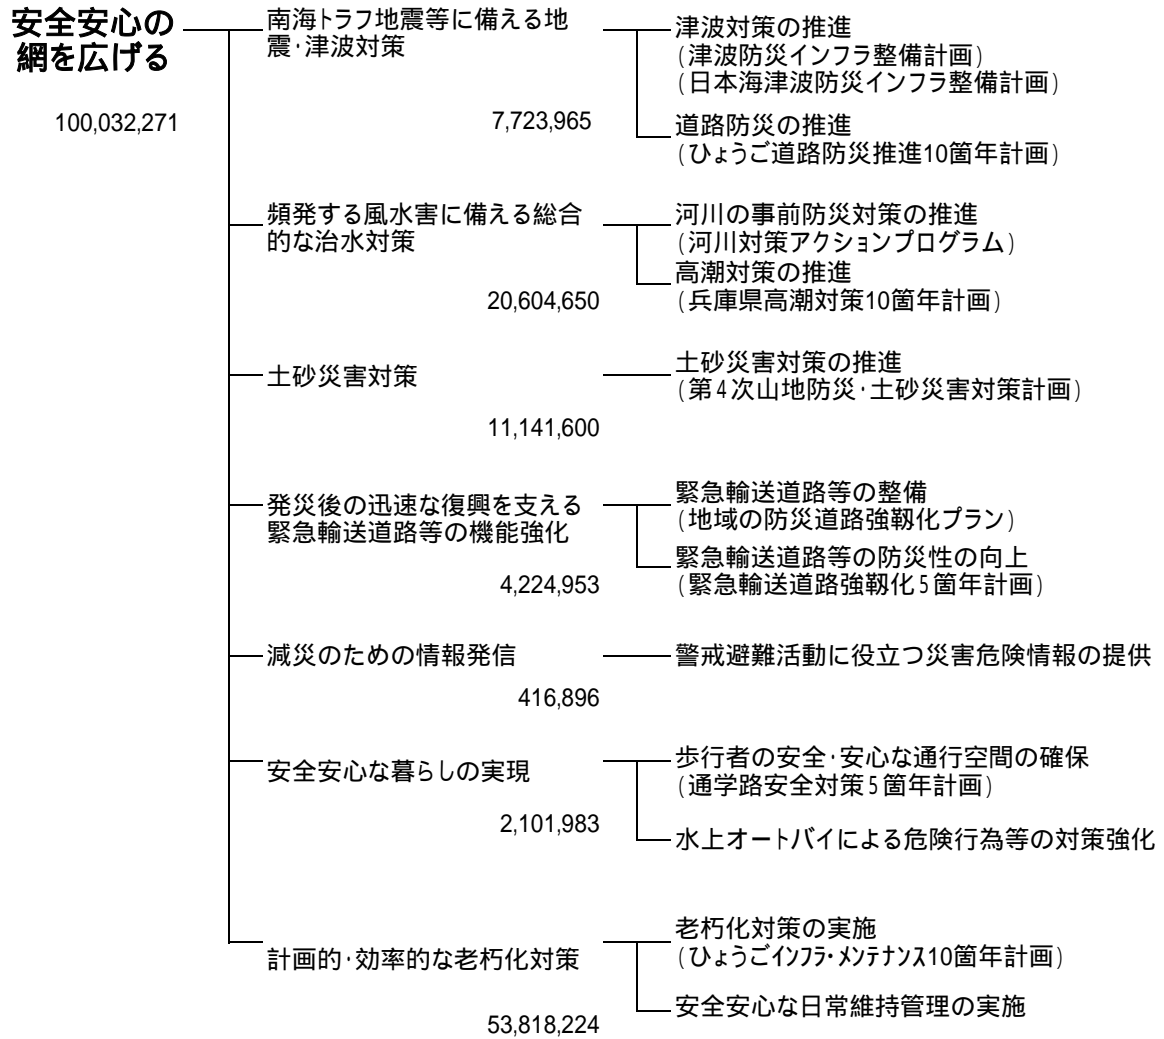 安全安心の
網を広げる
100,032,271
南海トラフ地震等に備える地
震・津波対策
7,723,965
津波対策の推進
(津波防災インフラ整備計画)
(日本海津波防災インフラ整備計画)
道路防災の推進
(ひょうご道路防災推進10箇年計画)
頻発する風水害に備える総合
的な治水対策
20,604,650
河川の事前防災対策の推進
(河川対策アクションプログラム)
高潮対策の推進
(兵庫県高潮対策10箇年計画)
土砂災害対策
11,141,600
土砂災害対策の推進
(第4次山地防災・土砂災害対策計画)
発災後の迅速な復興を支える
緊急輸送道路等の機能強化
4,224,953
緊急輸送道路等の整備
(地域の防災道路強靱化プラン)
緊急輸送道路等の防災性の向上
(緊急輸送道路強靱化5箇年計画)
減災のための情報発信
416,896
警戒避難活動に役立つ災害危険情報の提供
安全安心な暮らしの実現
2,101,983
歩行者の安全・安心な通行空間の確保
(通学路安全対策5箇年計画)
水上オートバイによる危険行為等の対策強化
計画的・効率的な老朽化対策
53,818,224
老朽化対策の実施
(ひょうごインフラ・メンテナンス10箇年計画)
安全安心な日常維持管理の実施